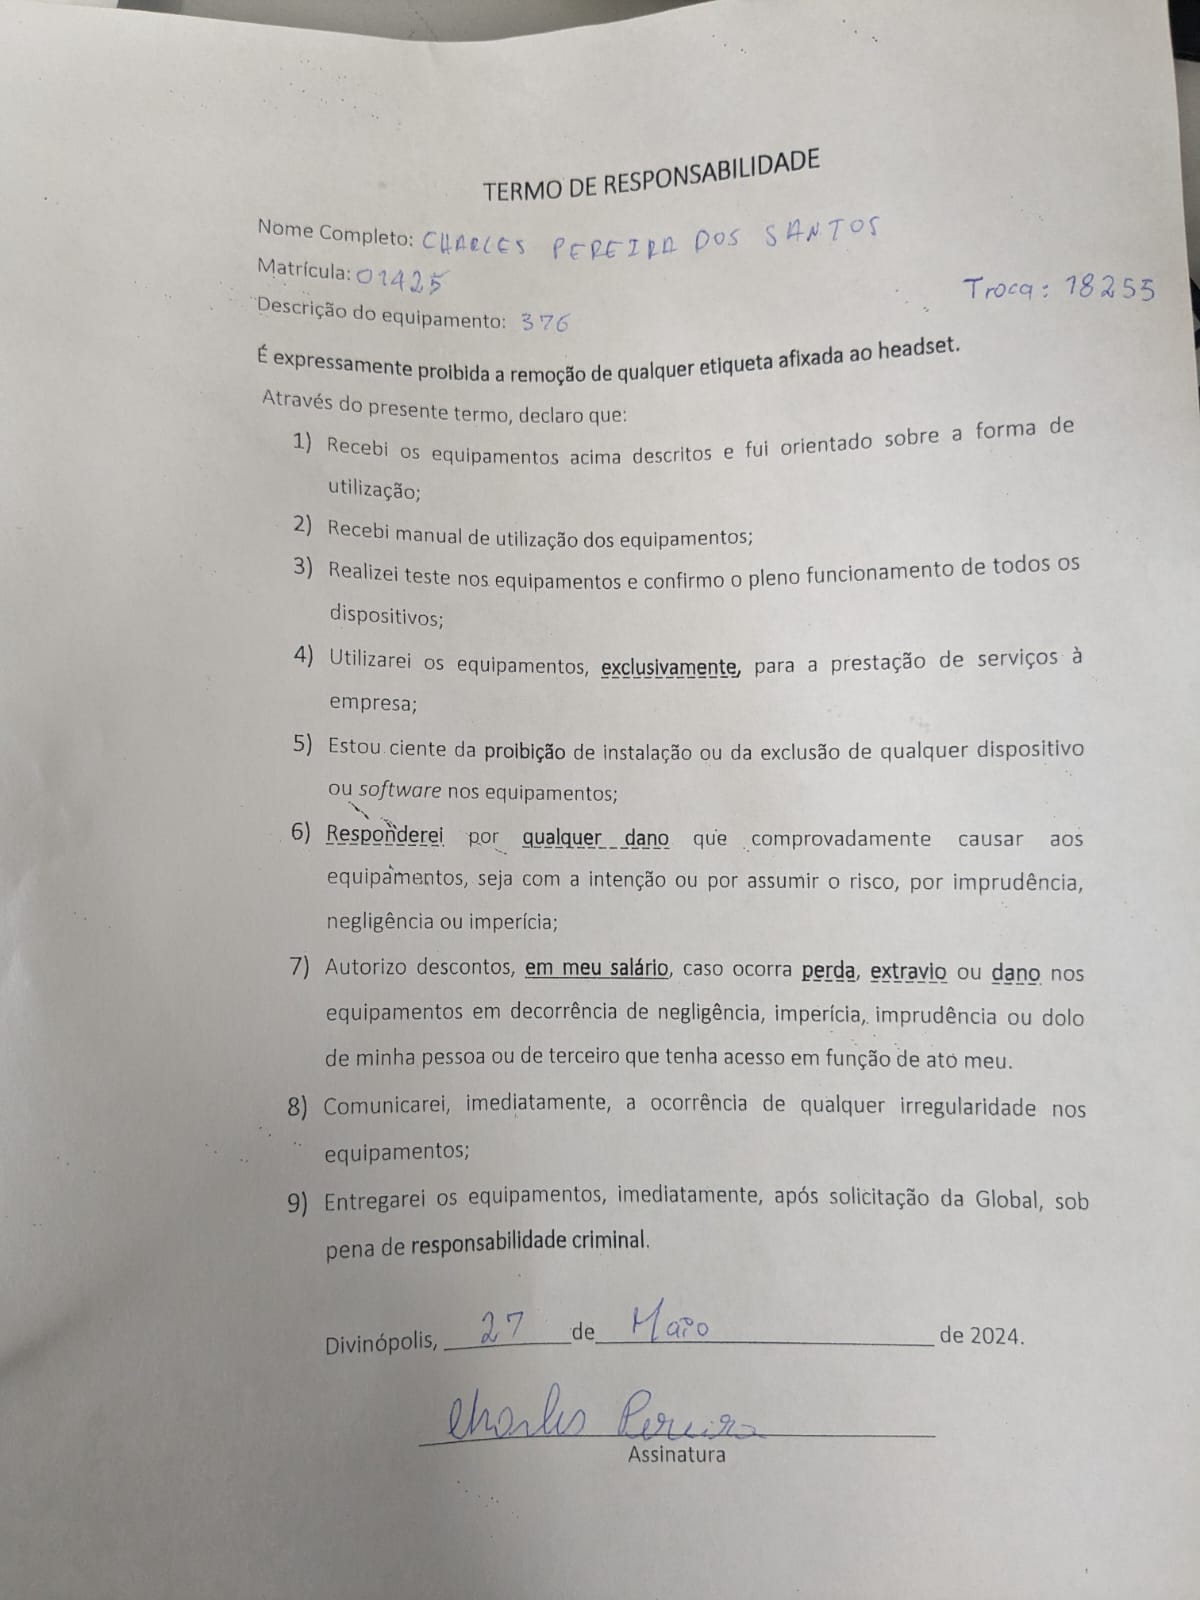 TERMO DE RESPONSABILIDADE
Nome Completo: CHARLES PEREIRA DOS SANTOS
Matrícula: 01425
Troca: 18255
Descrição do equipamento: 376
É expressamente proibida a remoção de qualquer etiqueta afixada ao headset.
Através do presente termo, declaro que:
1) Recebi os equipamentos acima descritos e fui orientado sobre a forma de
utilização;
2) Recebi manual de utilização dos equipamentos;
3) Realizei teste nos equipamentos e confirmo o pleno funcionamento de todos os
dispositivos;
4) Utilizarei os equipamentos, exclusivamente, para a prestação de serviços à
empresa;
5) Estou ciente da proibição de instalação ou da exclusão de qualquer dispositivo
ou software nos equipamentos;
6) Responderei por qualquer dano que comprovadamente causar aos
equipamentos, seja com a intenção ou por assumir o risco, por imprudência,
negligência ou imperícia;
7) Autorizo descontos, em meu salário, caso ocorra perda, extravio ou dano nos
equipamentos em decorrência de negligência, imperícia, imprudência ou dolo
de minha pessoa ou de terceiro que tenha acesso em função de ato meu.
8) Comunicarei, imediatamente, a ocorrência de qualquer irregularidade nos
equipamentos;
9) Entregarei os equipamentos, imediatamente, após solicitação da Global, sob
pena de responsabilidade criminal.
Divinópolis, 27 de Maio de 2024.
Charles Pereira
Assinatura